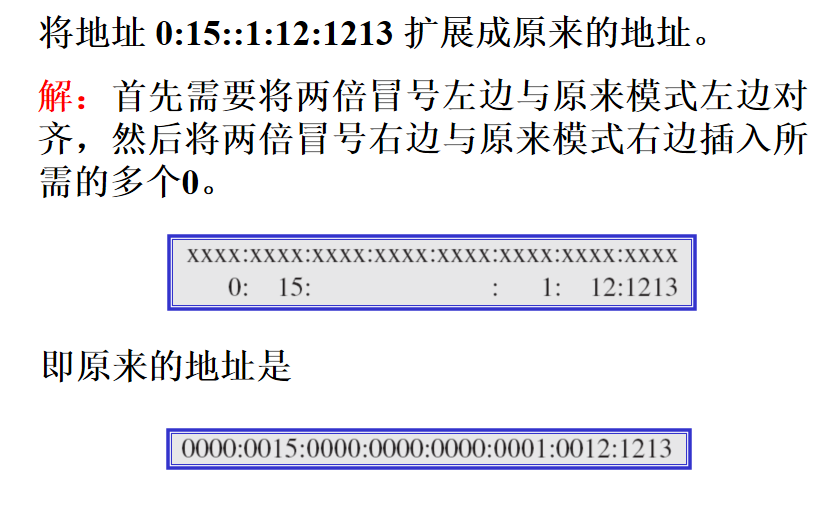 将地址 0:15::1:12:1213 扩展成原来的地址。
解：首先需要将两倍冒号左边与原来模式左边对
齐，然后将两倍冒号右边与原来模式右边插入所
需的多个0。
xxxx:xxxx:xxxx:xxxx:xxxx:xxxx:xxxx:xxxx
0: 15: : 1: 12:1213
即原来的地址是
0000:0015:0000:0000:0000:0001:0012:1213